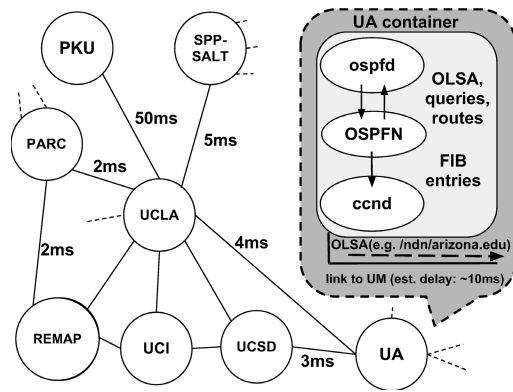 PKU
SPP-
SALT
50ms
5ms
PARC
2ms
UCLA
2ms
4ms
REMAP
UCI
UCSD
3ms
UA
UA container
ospfd
OSPFN
ccnd
OLSA,
queries,
routes
FIB
entries
OLSA(e.g. /ndn/arizona.edu)
link to UM (est. delay: ~10ms)